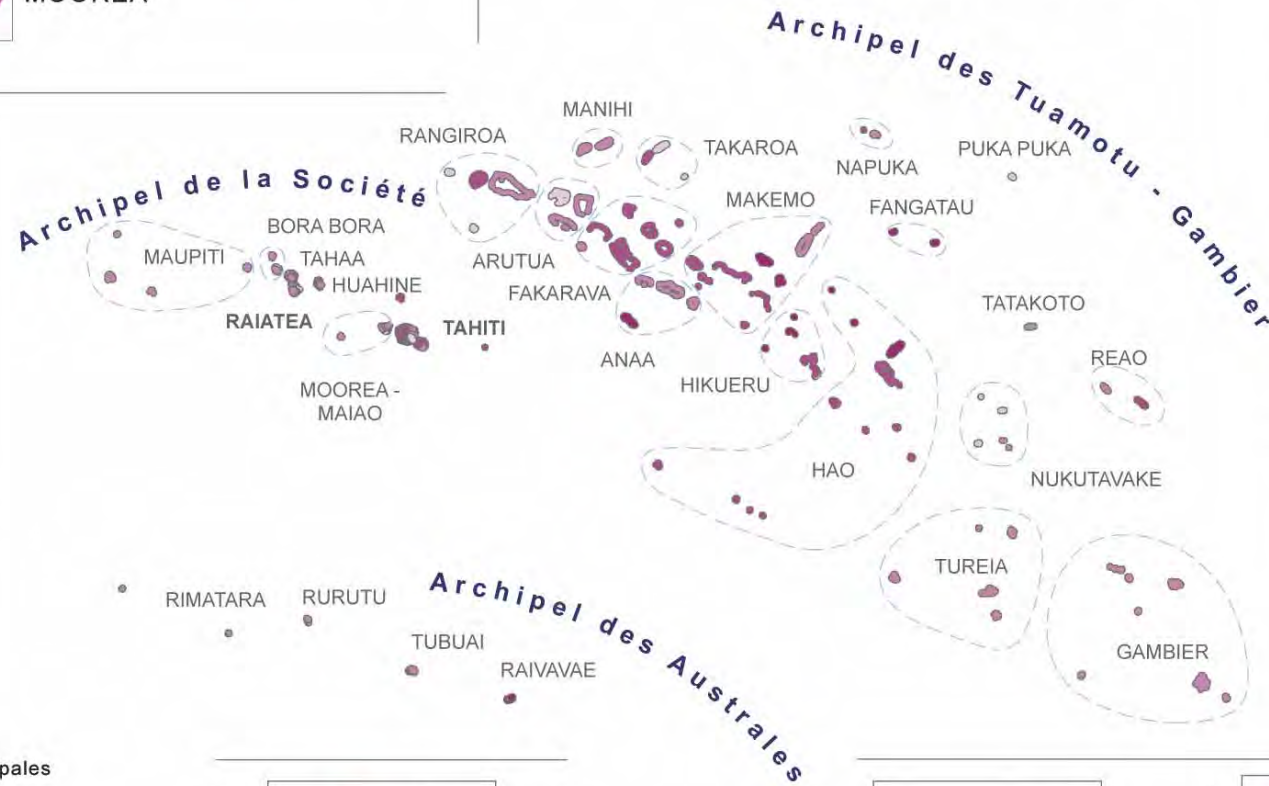 MOOREA
Archipel des Tuamotu - Gambier
MANIHI
RANGIROA
TAKAROA
NAPUKA
PUKA PUKA
Archipel de la Société
MAKEMO
FANGATAU
BORA BORA
MAUPITI
TAHAA
ARUTUA
HUAHINE
FAKARAVA
TATAKOTO
RAIATEA
TAHITI
ANAA
REAO
HIKUERU
MOOREA -
MAIAO
HAO
NUKUTAVAKE
TUREIA
Archipel des Australes
RIMATARA
RURUTU
TUBUAI
GAMBIER
RAIVAVAE
pales